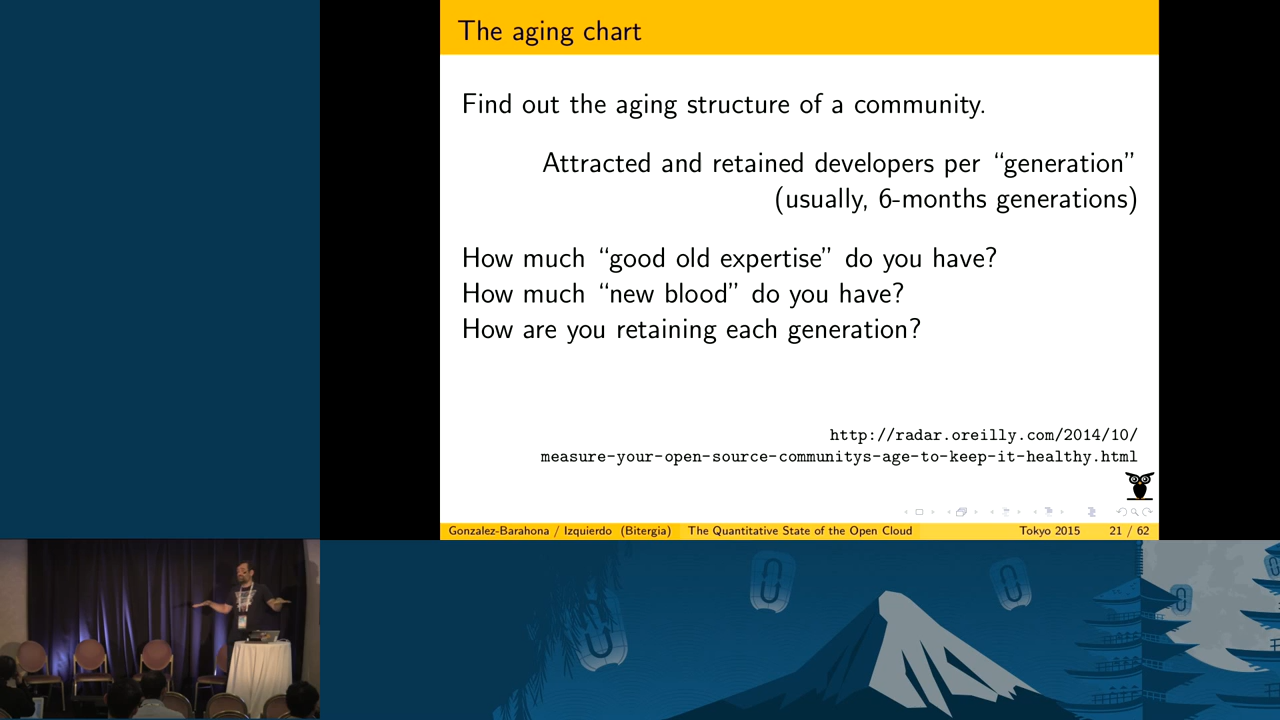 The aging chart
Find out the aging structure of a community.
Attracted and retained developers per “generation”
(usually, 6-months generations)
How much “good old expertise” do you have?
How much “new blood” do you have?
How are you retaining each generation?
http://radar.oreilly.com/2014/10/
measure-your-open-source-communitys-age-to-keep-it-healthy.html
Gonzalez-Barahona / Izquierdo (Bitergia) The Quantitative State of the Open Cloud Tokyo 2015 21 / 62